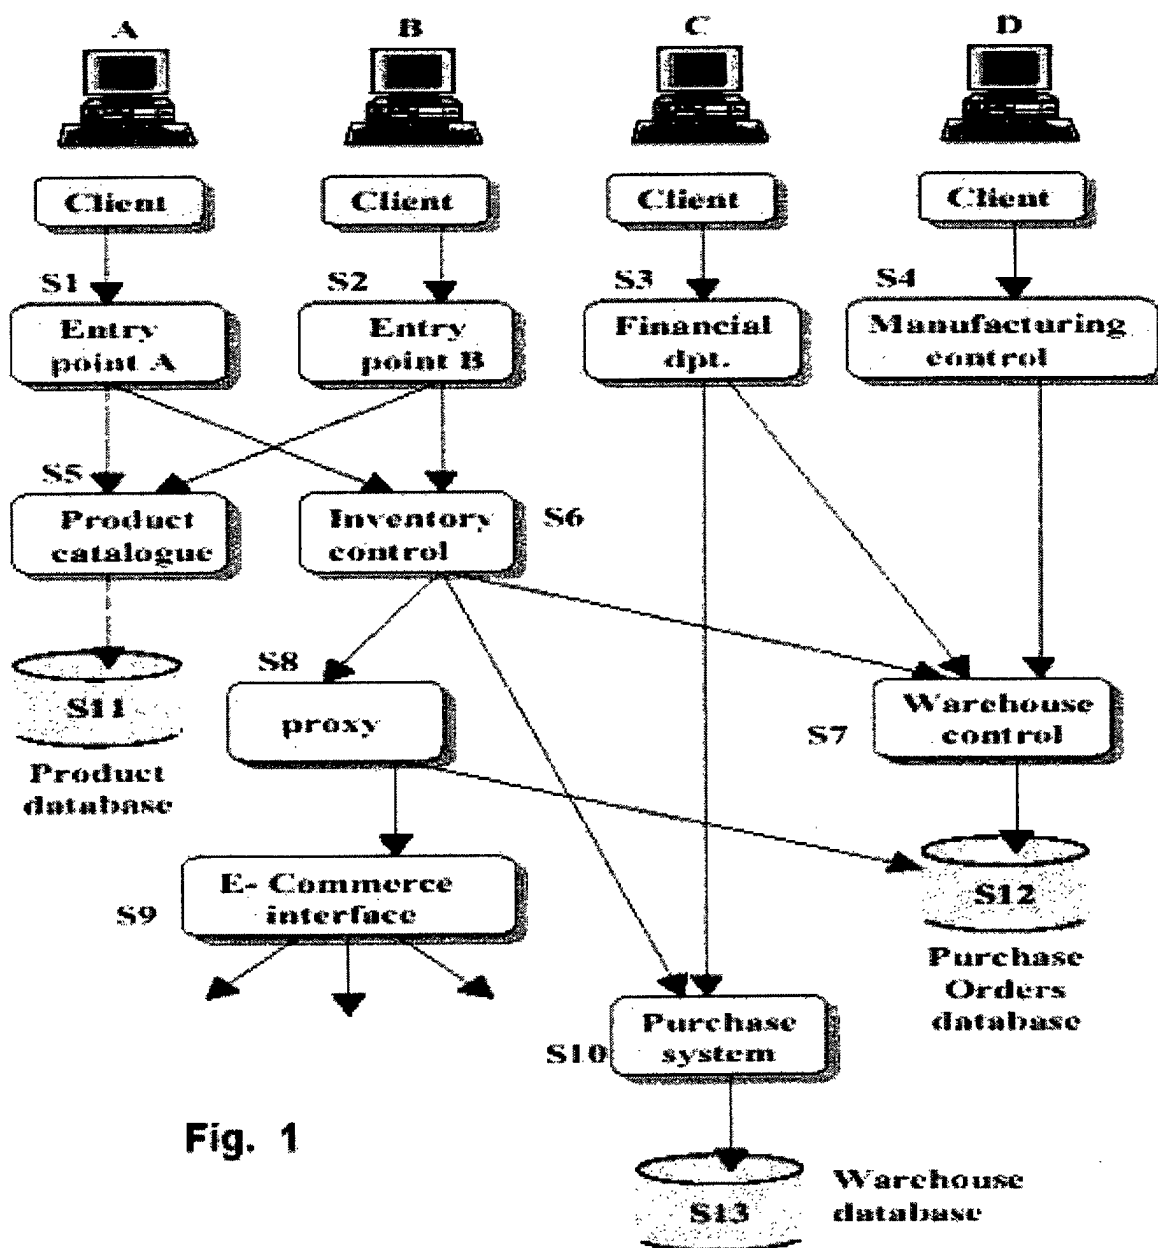 A
B
C
D
Client
Client
Client
Client
S1
S2
S3
S4
Entry
point A
Entry
point B
Financial
dpt.
Manufacturing
control
S5
Product
catalogue
Inventory
control
S6
S11
Product
database
S8
proxy
S7
Warehouse
control
S9
E- Commerce
interface
S12
Purchase
Orders
database
S10
Purchase
system
Fig. 1
S13
Warehouse
database